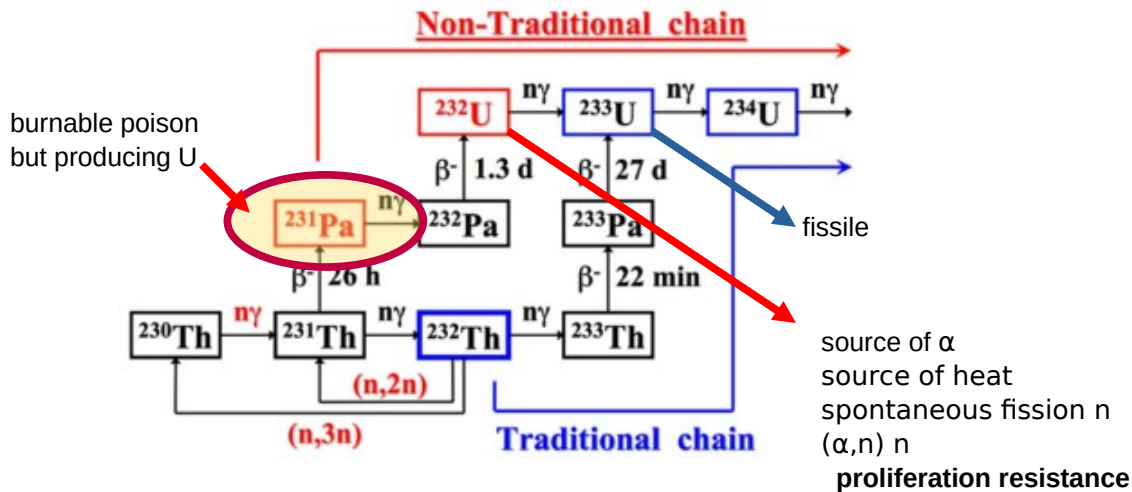 Non-Traditional chain
burnable poison
but producing U
²³²U
nγ
²³³U
nγ
²³⁴U
nγ
β⁻ 1.3 d
β⁻ 27 d
²³¹Pa
nγ
²³²Pa
²³³Pa
fissile
β⁻ 26 h
β⁻ 22 min
²³⁰Th
nγ
²³¹Th
nγ
²³²Th
nγ
²³³Th
(n,2n)
(n,3n)
Traditional chain
source of α
source of heat
spontaneous fission n
(α,n) n
proliferation resistance